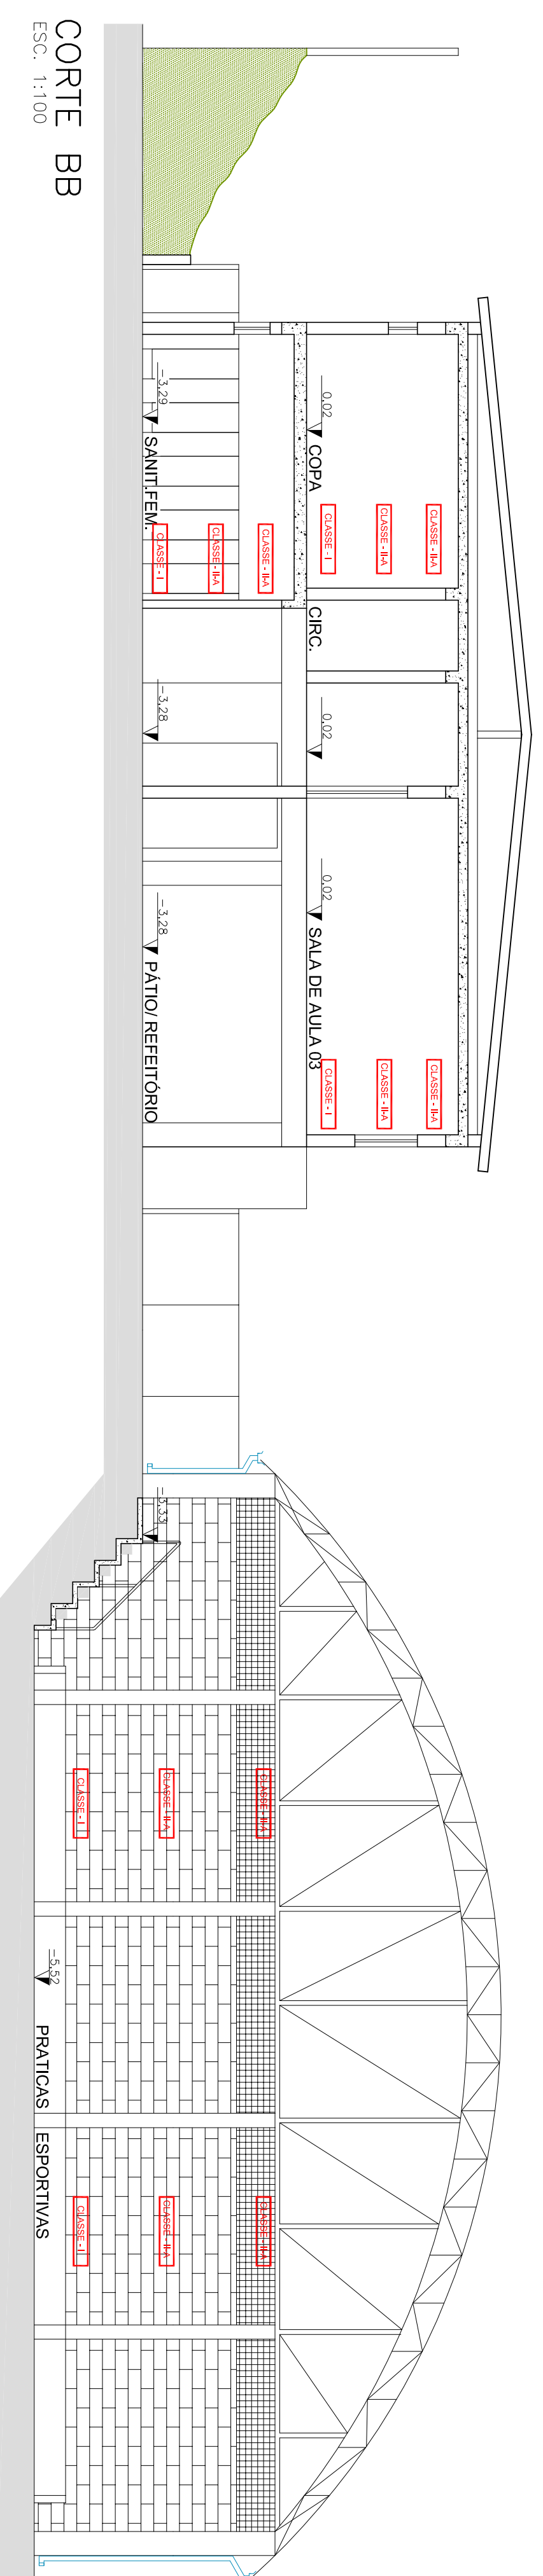 CORTE BB
ESC. 1:100
0,02
COPA
CLASSE - II-A
CLASSE - II-A
CLASSE - I
CIRC.
0,02
0,02
SALA DE AULA 03
CLASSE - II-A
CLASSE - II-A
CLASSE - I
-3,29
SANIT.FEM.
CLASSE - II-A
CLASSE - II-A
CLASSE - I
-3,28
-3,28
PÁTIO/ REFEITÓRIO
-3,33
CLASSE - II-A
CLASSE - II-A
CLASSE - I
-5,52
PRATICAS ESPORTIVAS
CLASSE - II-A
CLASSE - II-A
CLASSE - I